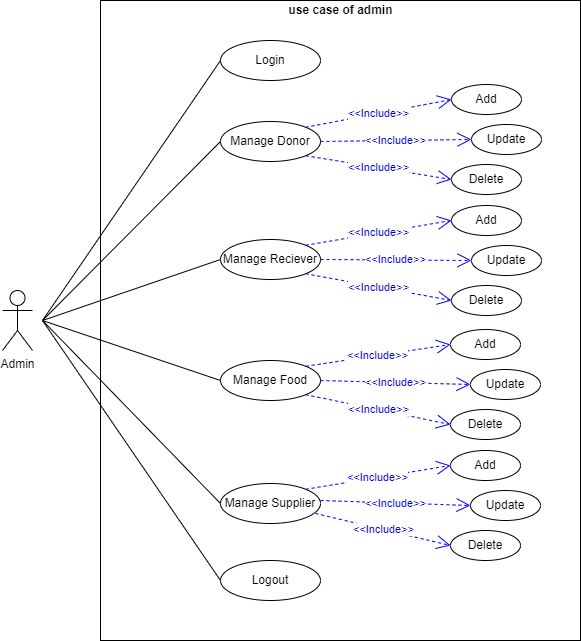 use case of admin
Login
Add
<<Include>>
Manage Donor
<<Include>>
Update
<<Include>>
Delete
Add
<<Include>>
Manage Reciever
<<Include>>
Update
<<Include>>
Delete
Admin
Add
<<Include>>
Manage Food
<<Include>>
Update
<<Include>>
Delete
Add
<<Include>>
Manage Supplier
<<Include>>
Update
<<Include>>
Delete
Logout